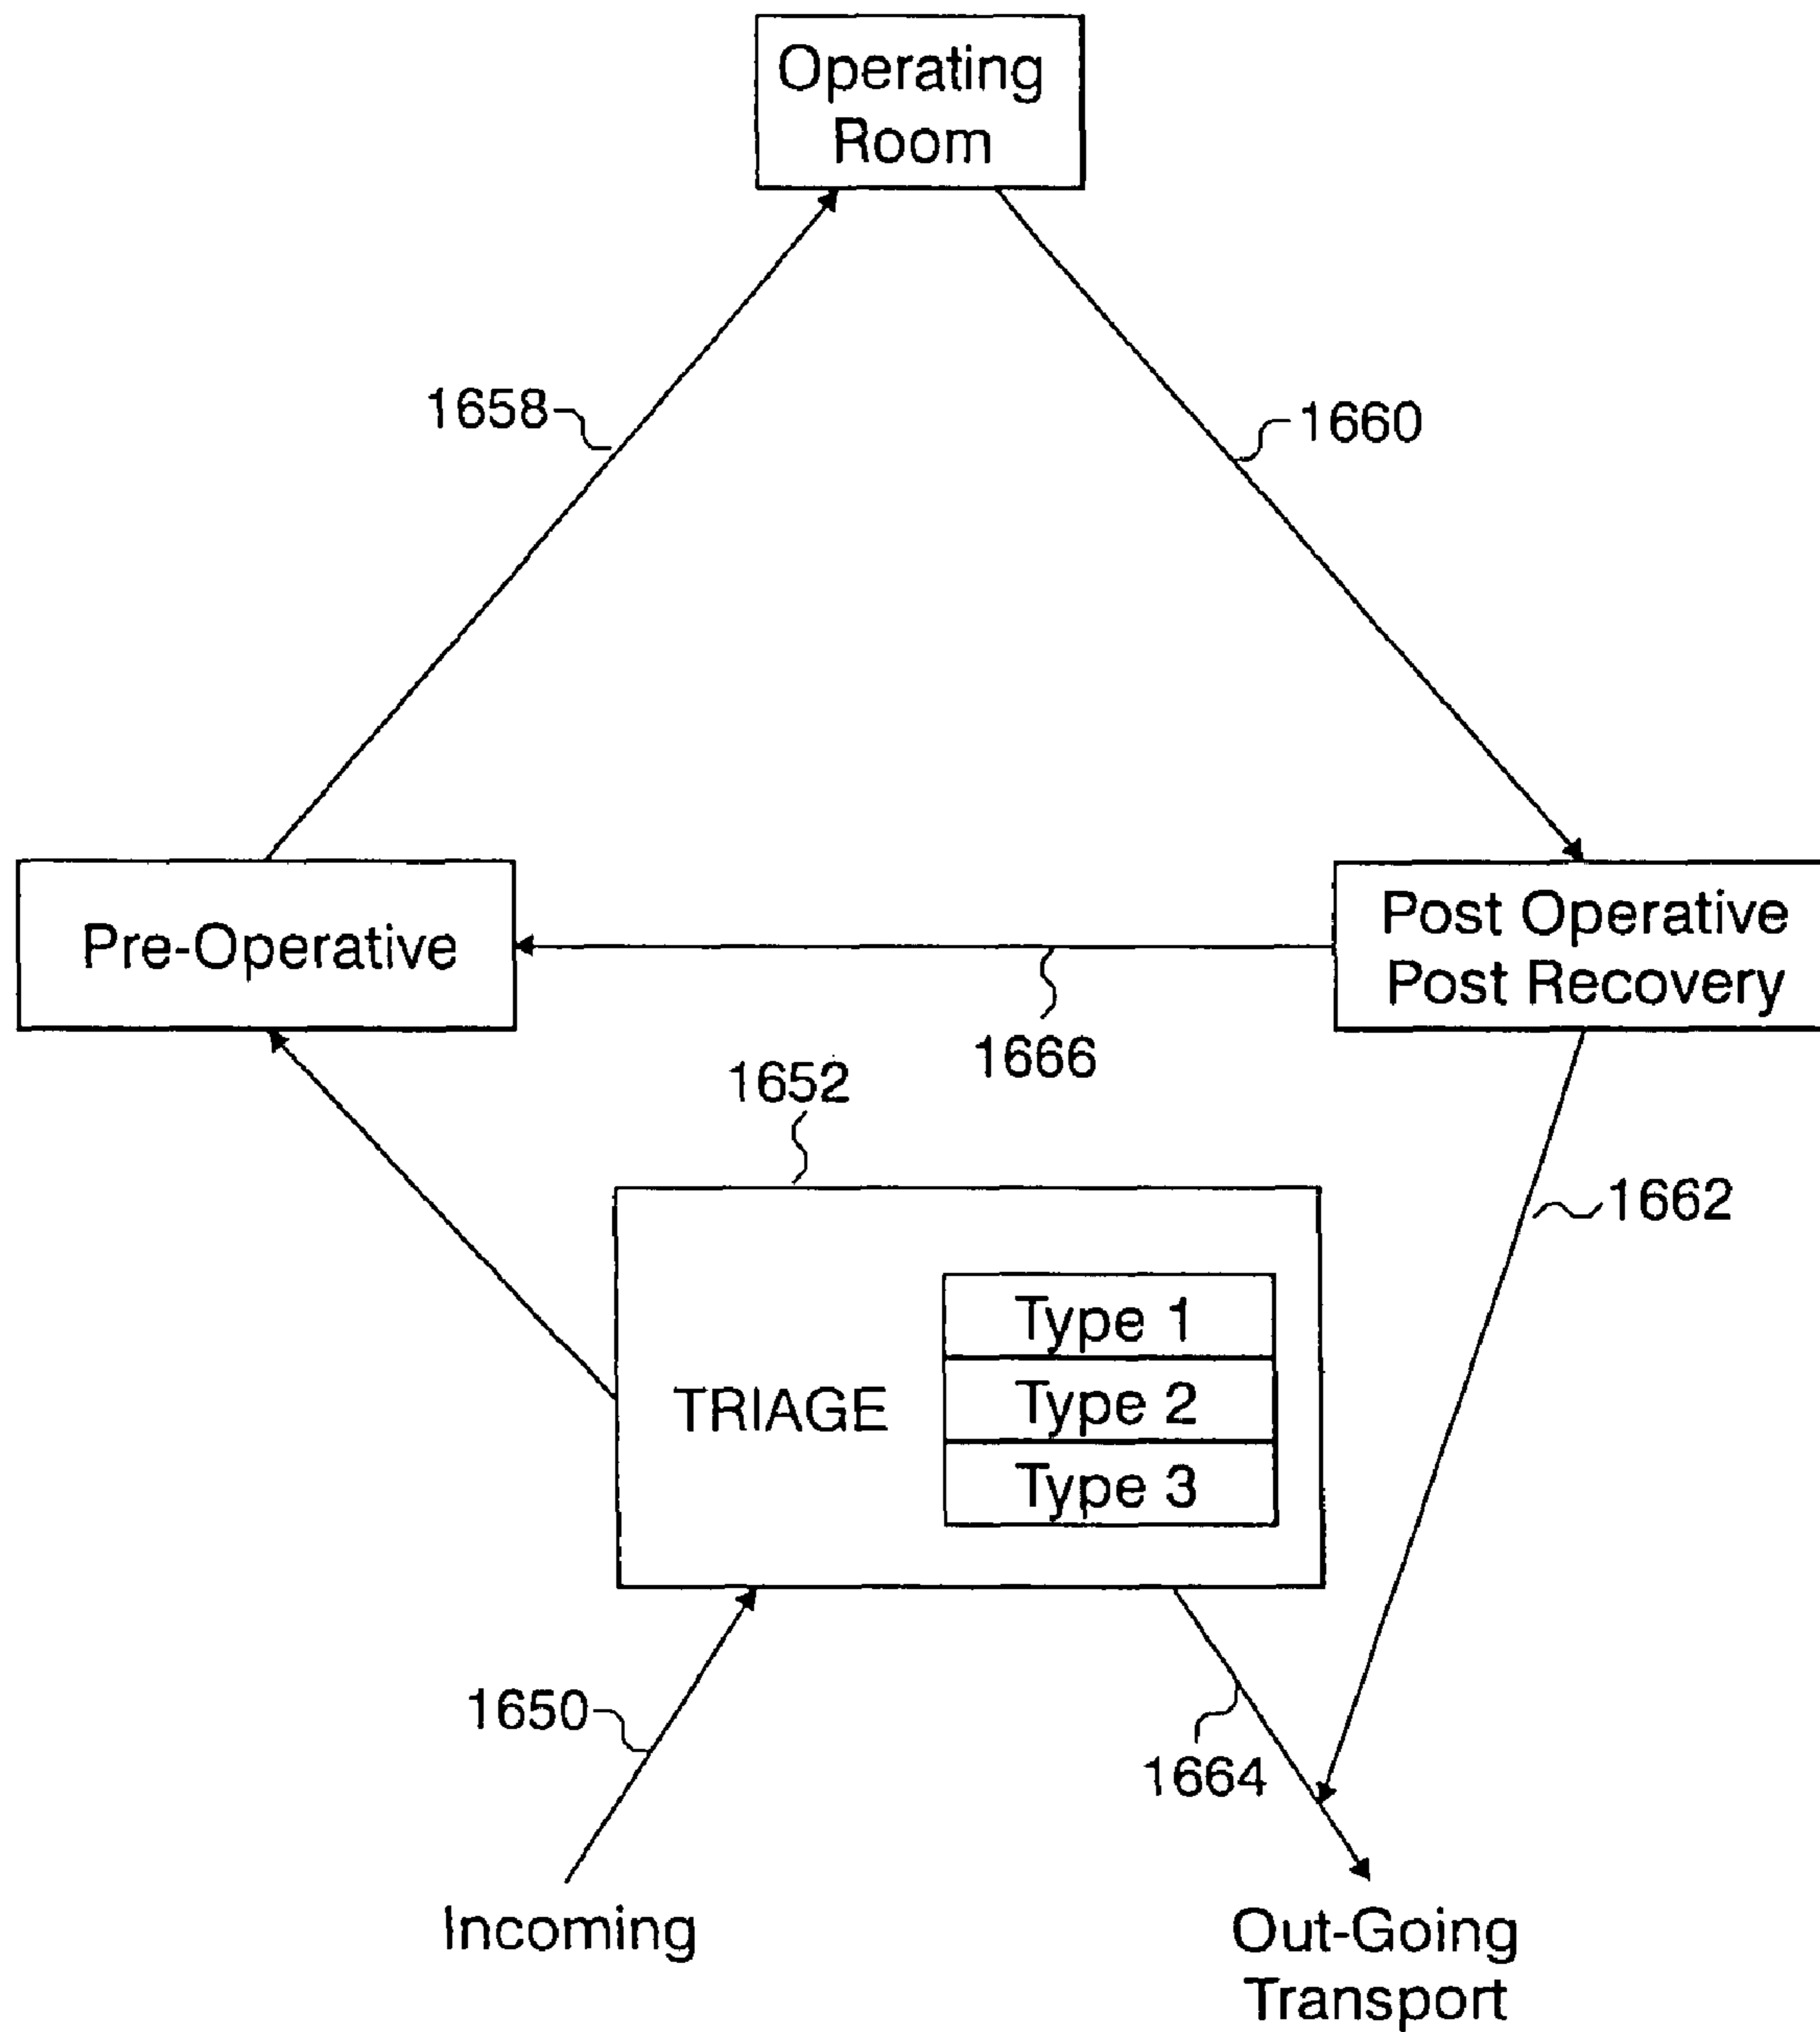 Operating
Room
1658
1660
Pre-Operative
Post Operative
Post Recovery
1666
1652
1662
TRIAGE
Type 1
Type 2
Type 3
1650
1664
Incoming
Out-Going
Transport